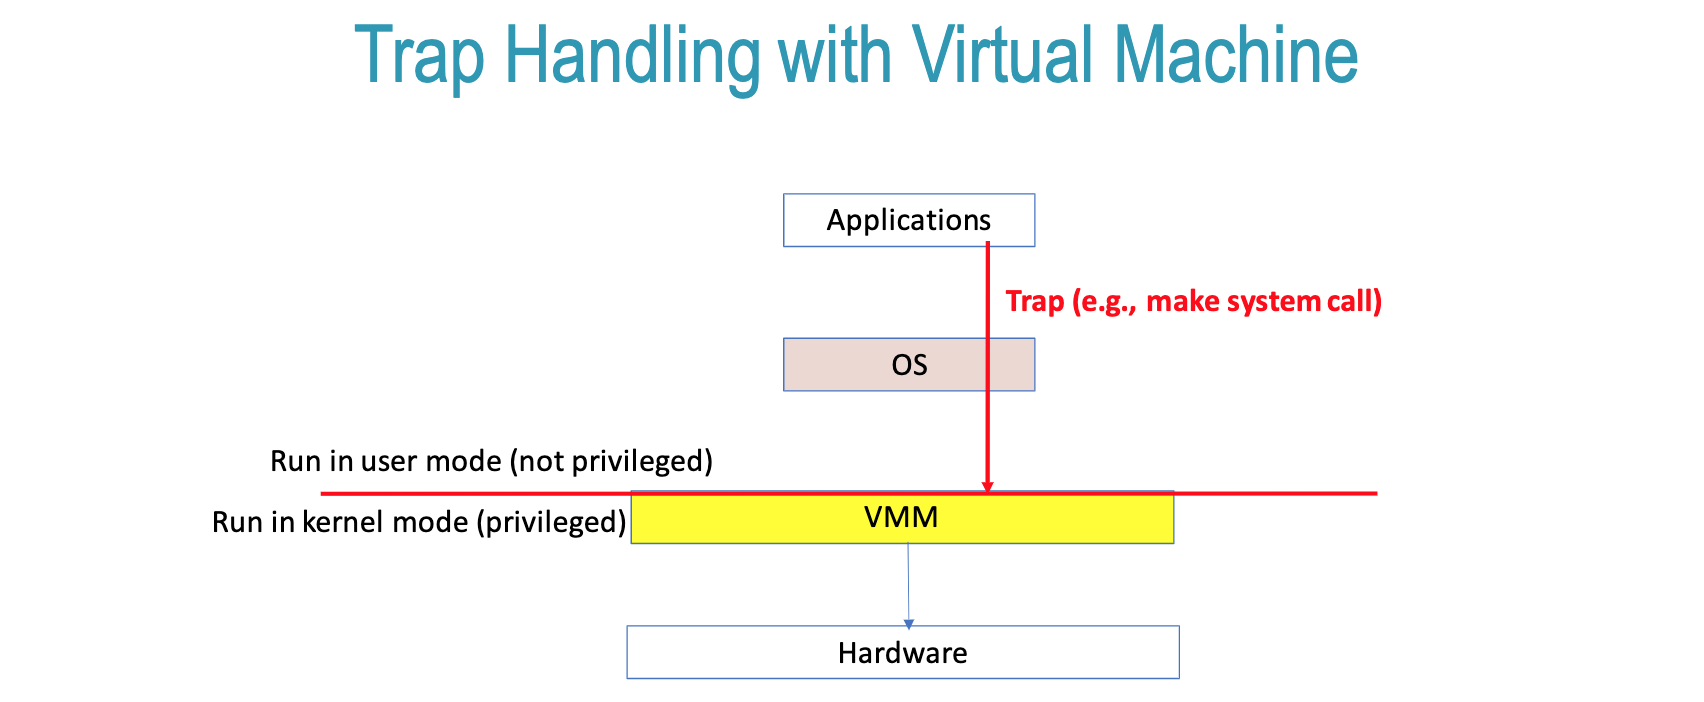 Trap Handling with Virtual Machine
Applications
Trap (e.g., make system call)
OS
Run in user mode (not privileged)
Run in kernel mode (privileged)
VMM
Hardware